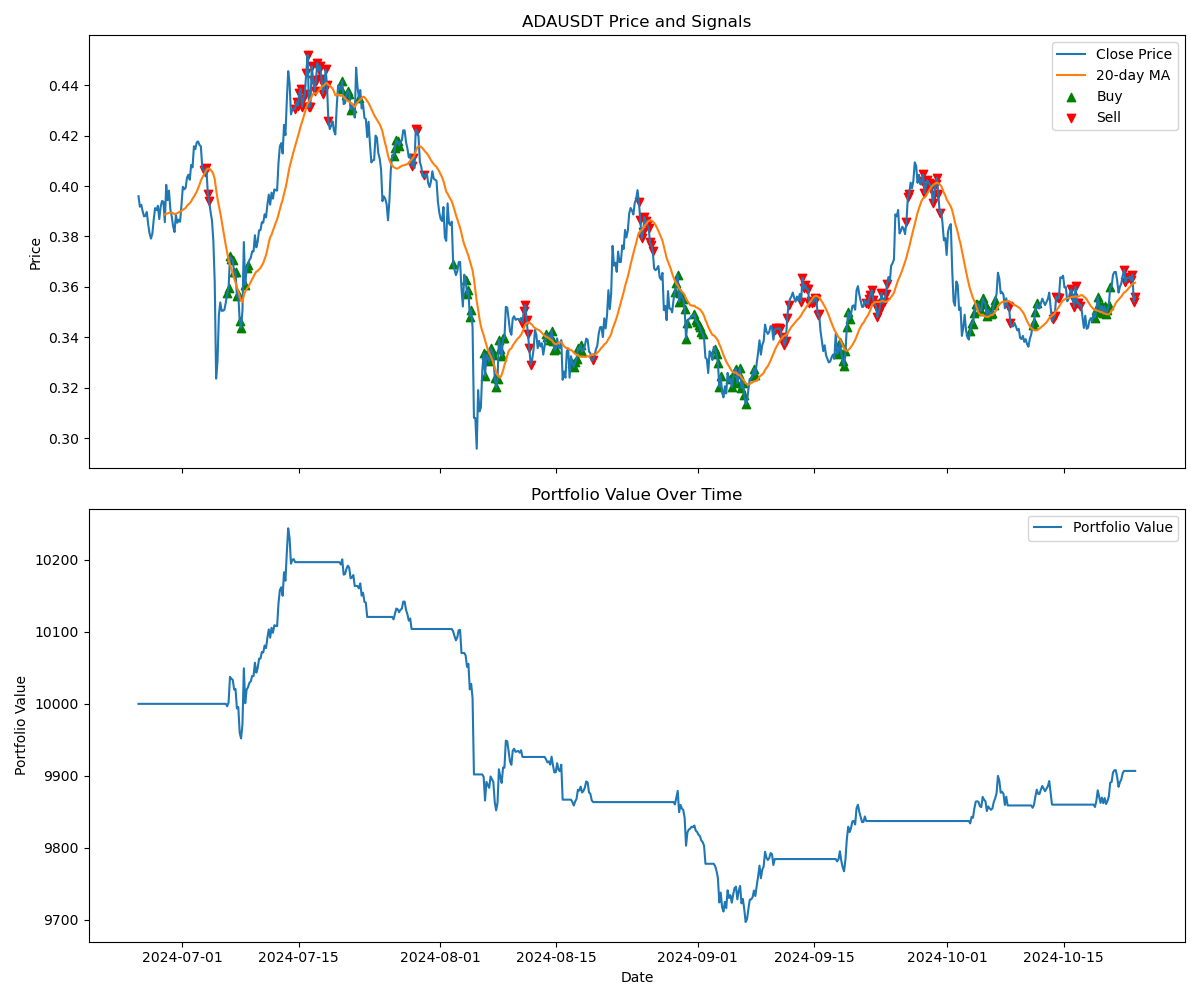 ADAUSDT Price and Signals
Close Price
20-day MA
Buy
Sell
Price
0.44
0.42
0.40
0.38
0.36
0.34
0.32
0.30
Portfolio Value Over Time
Portfolio Value
Portfolio Value
10200
10100
10000
9900
9800
9700
2024-07-01 2024-07-15 2024-08-01 2024-08-15 2024-09-01 2024-09-15 2024-10-01 2024-10-15
Date